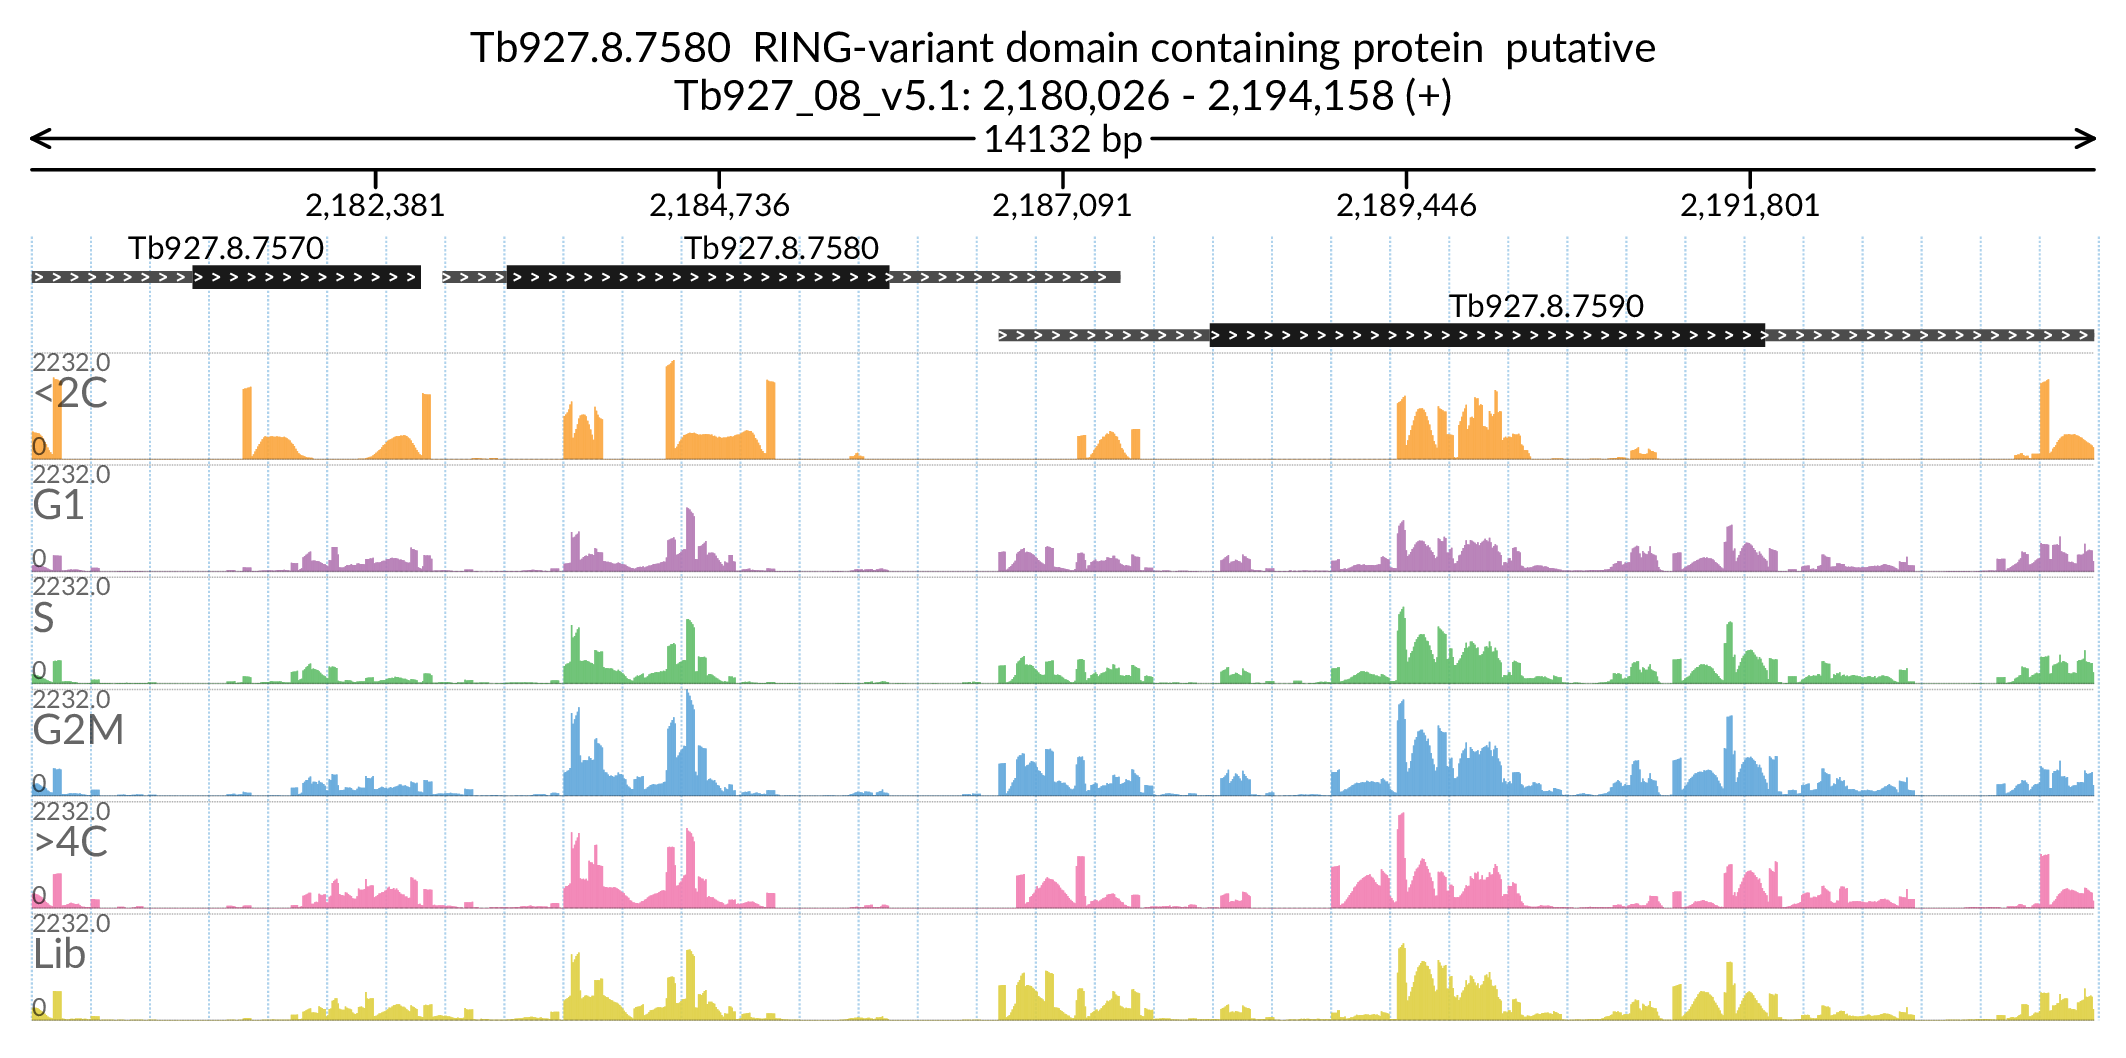 Tb927.8.7580 RING-variant domain containing protein putative
Tb927_08_v5.1: 2,180,026 - 2,194,158 (+)
14132 bp
2,182,381 2,184,736 2,187,091 2,189,446 2,191,801
Tb927.8.7570 Tb927.8.7580
Tb927.8.7590
2232.0
<2C
0
2232.0
G1
0
2232.0
S
0
2232.0
G2M
0
2232.0
>4C
0
2232.0
Lib
0